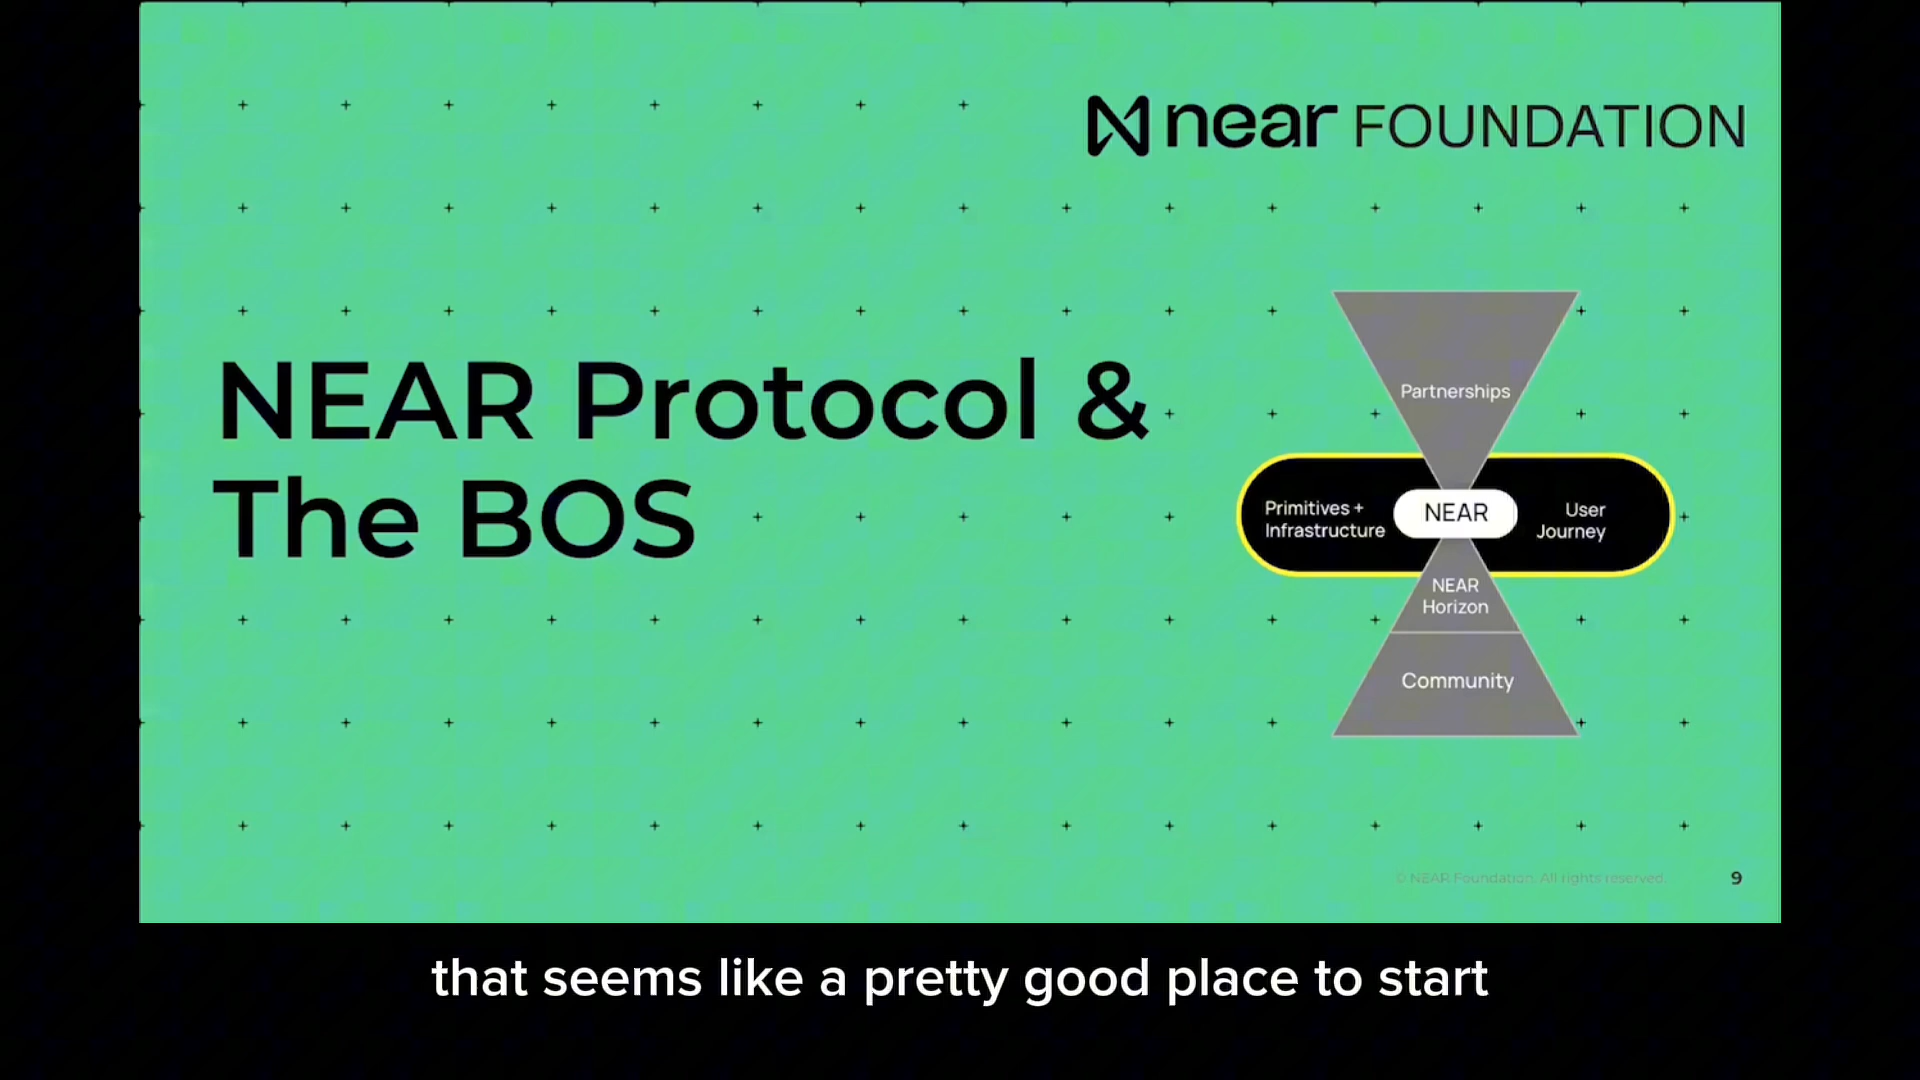 near FOUNDATION
NEAR Protocol &
The BOS
Partnerships
Primitives +
Infrastructure
NEAR
User
Journey
NEAR
Horizon
Community
© NEAR Foundation. All rights reserved.
9
that seems like a pretty good place to start